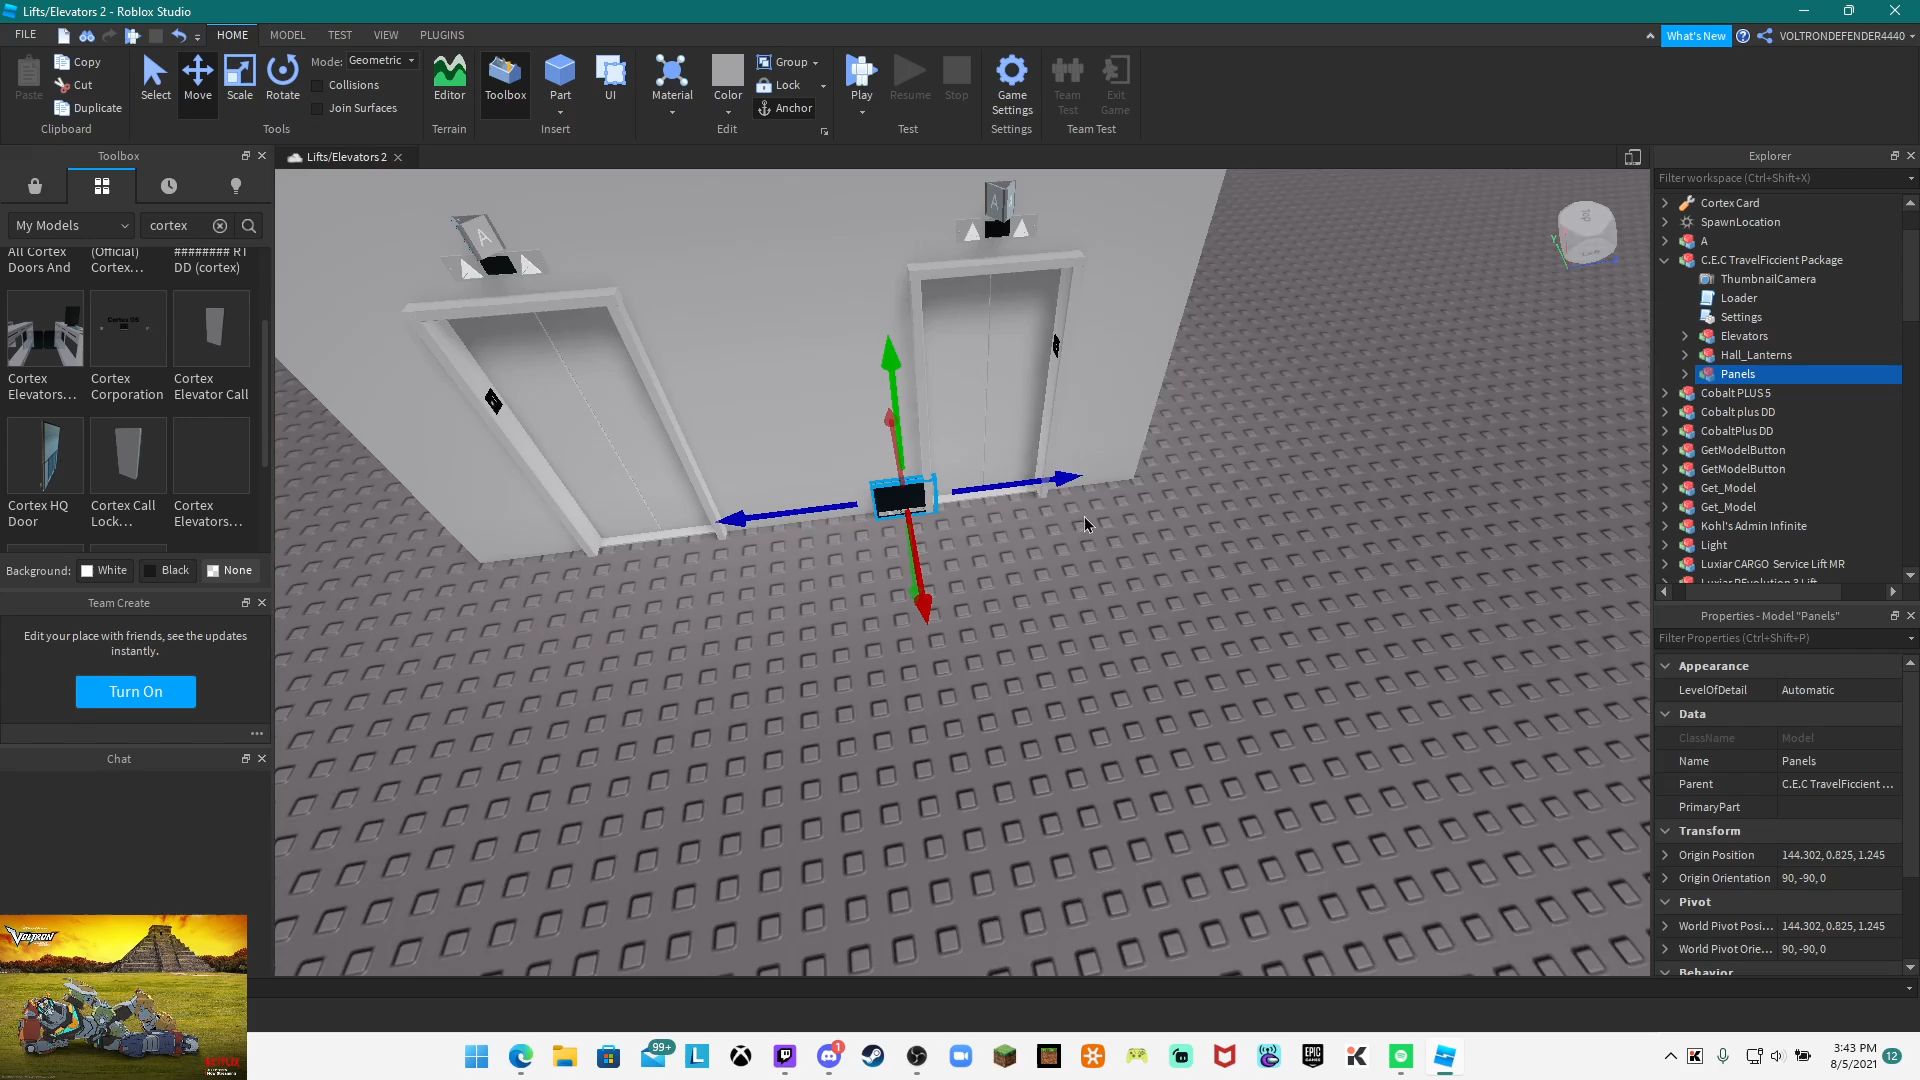 Lifts/Elevators 2 - Roblox Studio
FILE
HOME
MODEL
TEST
VIEW
PLUGINS
What's New
VOLTRONDEFENDER4440
Paste
Copy
Cut
Duplicate
Clipboard
Select
Move
Scale
Rotate
Mode: Geometric
Collisions
Join Surfaces
Tools
Editor
Terrain
Toolbox
Part
UI
Insert
Material
Color
Group
Lock
Anchor
Edit
Play
Resume
Stop
Test
Game
Settings
Settings
Team
Test
Exit
Game
Team Test
Toolbox
My Models
cortex
All Cortex
Doors And
(Official)
Cortex...
######## RT
DD (cortex)
Cortex
Elevators...
Cortex
Corporation
Cortex
Elevator Call
Cortex HQ
Door
Cortex Call
Lock...
Cortex
Elevators...
Background:
White
Black
None
Team Create
Edit your place with friends, see the updates
instantly.
Turn On
Chat
VOLTRON
NETFLIX
Lifts/Elevators 2
A
A
Top
Y
Explorer
Filter workspace (Ctrl+Shift+X)
Cortex Card
SpawnLocation
A
C.E.C TravelFiccient Package
ThumbnailCamera
Loader
Settings
Elevators
Hall_Lanterns
Panels
Cobalt PLUS 5
Cobalt plus DD
CobaltPlus DD
GetModelButton
GetModelButton
Get_Model
Get_Model
Kohl's Admin Infinite
Light
Luxiar CARGO Service Lift MR
Luxiar REvolution 3 Lift
Properties - Model "Panels"
Filter Properties (Ctrl+Shift+P)
Appearance
LevelOfDetail Automatic
Data
ClassName Model
Name Panels
Parent C.E.C TravelFiccient ...
PrimaryPart
Transform
Origin Position 144.302, 0.825, 1.245
Origin Orientation 90, -90, 0
Pivot
World Pivot Posi... 144.302, 0.825, 1.245
World Pivot Orie... 90, -90, 0
Behavior
99+
L
1
EPIC
GAMES
K
K
3:43 PM
8/5/2021
12